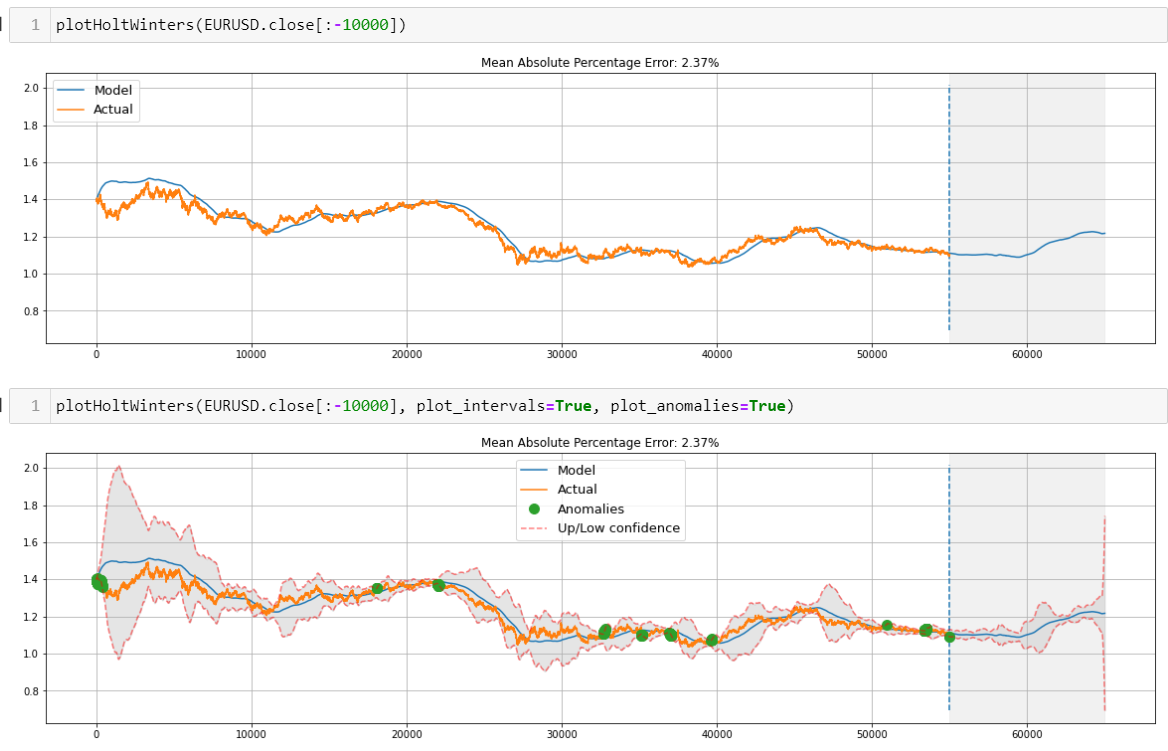 1 plotHoltWinters(EURUSD.close[:-10000])
Mean Absolute Percentage Error: 2.37%
2.0
Model
Actual
1.8
1.6
1.4
1.2
1.0
0.8
0 10000 20000 30000 40000 50000 60000
1 plotHoltWinters(EURUSD.close[:-10000], plot_intervals=True, plot_anomalies=True)
Mean Absolute Percentage Error: 2.37%
2.0
Model
Actual
Anomalies
Up/Low confidence
1.8
1.6
1.4
1.2
1.0
0.8
0 10000 20000 30000 40000 50000 60000